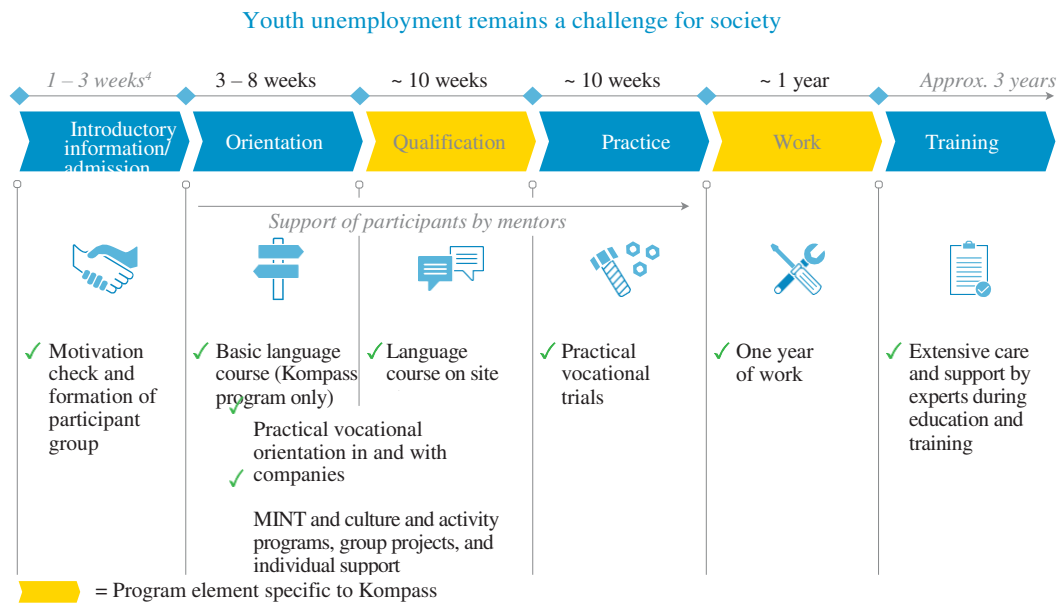 Youth unemployment remains a challenge for society
1 – 3 weeks⁴
3 – 8 weeks
~ 10 weeks
~ 10 weeks
~ 1 year
Approx. 3 years
Introductory
information/
admission
Orientation
Qualification
Practice
Work
Training
Support of participants by mentors
Motivation
check and
formation of
participant
group
Basic language
course (Kompass
program only)
Practical vocational
orientation in and with
companies
MINT and culture and activity
programs, group projects, and
individual support
Language
course on site
Practical
vocational
trials
One year
of work
Extensive care
and support by
experts during
education and
training
= Program element specific to Kompass